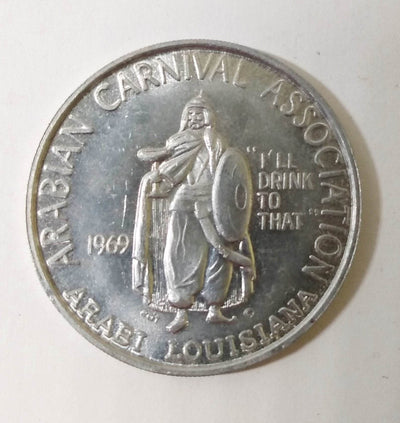 ARABIAN CARNIVAL ASSOCIATION
"I'LL
DRINK
TO
THAT"
1969
ARABI LOUISIANA